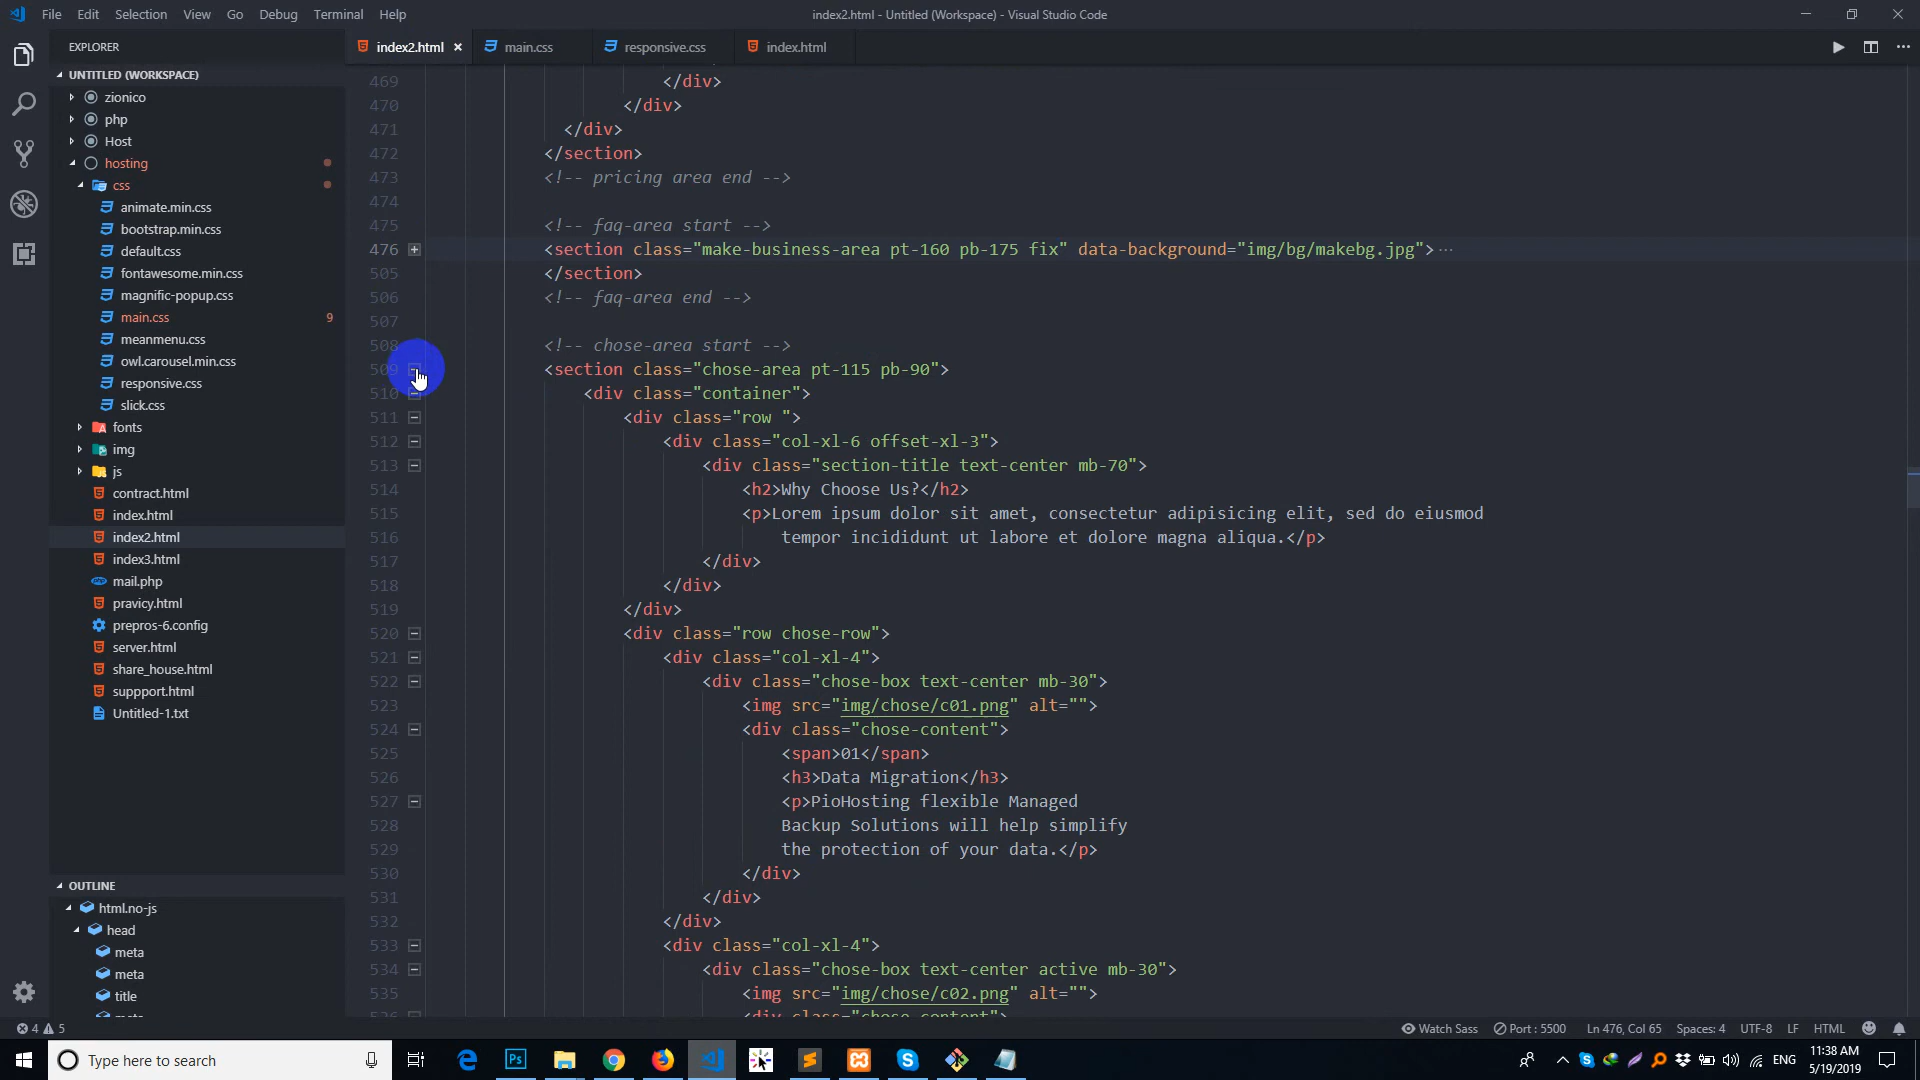 File Edit Selection View Go Debug Terminal Help
index2.html - Untitled (Workspace) - Visual Studio Code
EXPLORER
index2.html
main.css
responsive.css
index.html
UNTITLED (WORKSPACE)
zionico
php
Host
hosting
css
animate.min.css
bootstrap.min.css
default.css
fontawesome.min.css
magnific-popup.css
main.css 9
meanmenu.css
owl.carousel.min.css
responsive.css
slick.css
fonts
img
js
contract.html
index.html
index2.html
index3.html
mail.php
pravicy.html
prepros-6.config
server.html
share_house.html
suppport.html
Untitled-1.txt
OUTLINE
html.no-js
head
meta
meta
title
469 </div>
470 </div>
471 </div>
472 </section>
473 <!-- pricing area end -->
474
475 <!-- faq-area start -->
476 <section class="make-business-area pt-160 pb-175 fix" data-background="img/bg/makebg.jpg">...
505 </section>
506 <!-- faq-area end -->
507
508 <!-- chose-area start -->
509 <section class="chose-area pt-115 pb-90">
510 <div class="container">
511 <div class="row ">
512 <div class="col-xl-6 offset-xl-3">
513 <div class="section-title text-center mb-70">
514 <h2>Why Choose Us?</h2>
515 <p>Lorem ipsum dolor sit amet, consectetur adipisicing elit, sed do eiusmod
516 tempor incididunt ut labore et dolore magna aliqua.</p>
517 </div>
518 </div>
519 </div>
520 <div class="row chose-row">
521 <div class="col-xl-4">
522 <div class="chose-box text-center mb-30">
523 <img src="img/chose/c01.png" alt="">
524 <div class="chose-content">
525 <span>01</span>
526 <h3>Data Migration</h3>
527 <p>PioHosting flexible Managed
528 Backup Solutions will help simplify
529 the protection of your data.</p>
530 </div>
531 </div>
532 </div>
533 <div class="col-xl-4">
534 <div class="chose-box text-center active mb-30">
535 <img src="img/chose/c02.png" alt="">
536 <div class="chose-content">
4 5
Watch Sass Port : 5500 Ln 476, Col 65 Spaces: 4 UTF-8 LF HTML
Type here to search
Ps
ENG
11:38 AM
5/19/2019